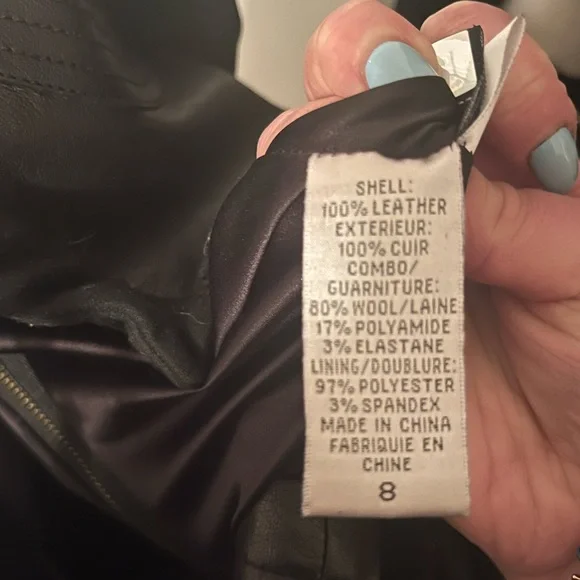 SHELL:
100% LEATHER
EXTERIEUR:
100% CUIR
COMBO/
GUARNITURE:
80% WOOL/LAINE
17% POLYAMIDE
3% ELASTANE
LINING/DOUBLURE:
97% POLYESTER
3% SPANDEX
MADE IN CHINA
FABRIQUIE EN
CHINE
8